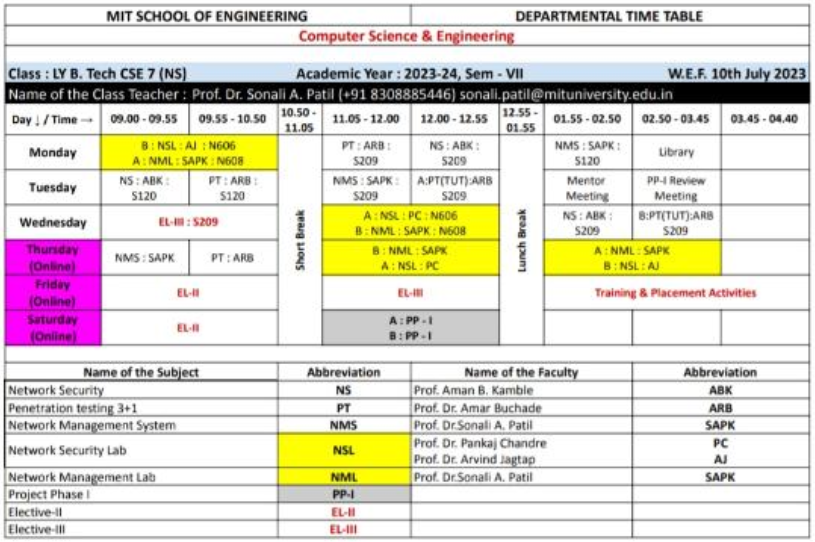 MIT SCHOOL OF ENGINEERING DEPARTMENTAL TIME TABLE
Computer Science & Engineering
Class : LY B. Tech CSE 7 (NS) Academic Year : 2023-24, Sem - VII W.E.F. 10th July 2023
Name of the Class Teacher : Prof. Dr. Sonali A. Patil (+91 8308885446) sonali.patil@mituniversity.edu.in
Day ↓ / Time → 09.00 - 09.55 09.55 - 10.50 10.50 - 11.05 11.05 - 12.00 12.00 - 12.55 12.55 - 01.55 01.55 - 02.50 02.50 - 03.45 03.45 - 04.40
Short Break
Lunch Break
Monday
B : NSL : AJ : N606
A : NML : SAPK : N608
PT : ARB :
S209
NS : ABK :
S209
NMS : SAPK :
S120
Library
Tuesday
NS : ABK :
S120
PT : ARB :
S120
NMS : SAPK :
S209
A:PT(TUT):ARB
S209
Mentor
Meeting
PP-I Review
Meeting
Wednesday
EL-III : S209
A : NSL : PC : N606
B : NML : SAPK : N608
NS : ABK :
S209
B:PT(TUT):ARB
S209
Thursday
(Online)
NMS : SAPK
PT : ARB
B : NML : SAPK
A : NSL : PC
A : NML : SAPK
B : NSL : AJ
Friday
(Online)
EL-II
EL-III
Training & Placement Activities
Saturday
(Online)
EL-II
A : PP - I
B : PP - I
Name of the Subject Abbreviation Name of the Faculty Abbreviation
Network Security NS Prof. Aman B. Kamble ABK
Penetration testing 3+1 PT Prof. Dr. Amar Buchade ARB
Network Management System NMS Prof. Dr.Sonali A. Patil SAPK
Network Security Lab NSL
Prof. Dr. Pankaj Chandre PC
Prof. Dr. Arvind Jagtap AJ
Network Management Lab NML Prof. Dr.Sonali A. Patil SAPK
Project Phase I PP-I
Elective-II EL-II
Elective-III EL-III